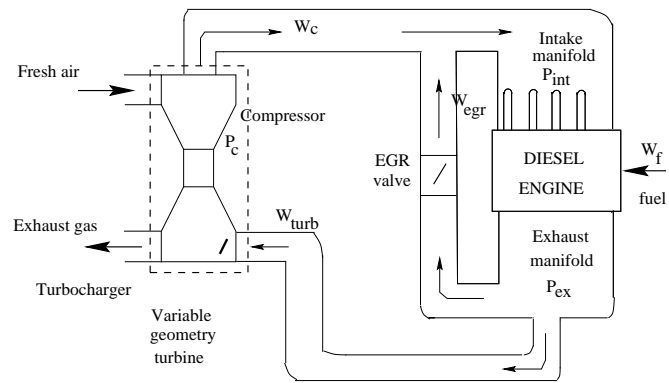 W_c
Intake
manifold
P_int
Fresh air
W_egr
Compressor
P_c
EGR
valve
DIESEL
ENGINE
W_f
fuel
Exhaust gas
W_turb
Exhaust
manifold
P_ex
Turbocharger
Variable
geometry
turbine